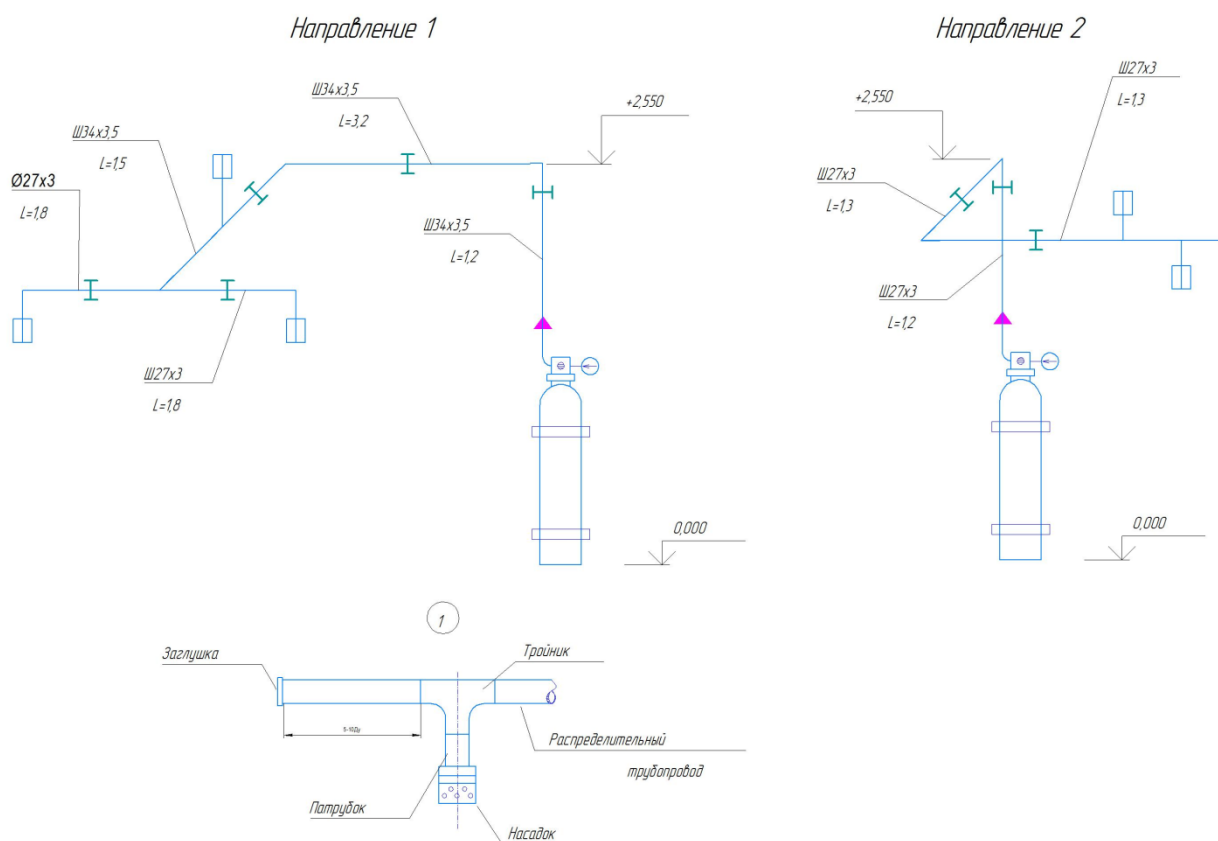 Направление 1
Ш34х3,5
L=3,2
+2,550
Ш34х3,5
L=1,5
Ø27х3
L=1,8
Ш34х3,5
L=1,2
Ш27х3
L=1,8
0,000
Направление 2
Ш27х3
L=1,3
+2,550
Ш27х3
L=1,3
Ш27х3
L=1,2
0,000
1
Заглушка
Тройник
Распределительный
трубопровод
Патрубок
Насадок